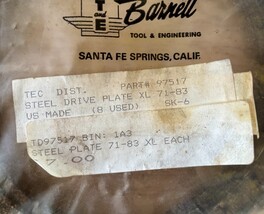 Barnett
TOOL & ENGINEERING
SANTA FE SPRINGS, CALIF.
TEC DIST. PART# 97517
STEEL DRIVE PLATE XL 71-83
US MADE (8 USED) SK-6
TD97517 BIN: 1A3
STEEL PLATE 71-83 XL EACH
7 00